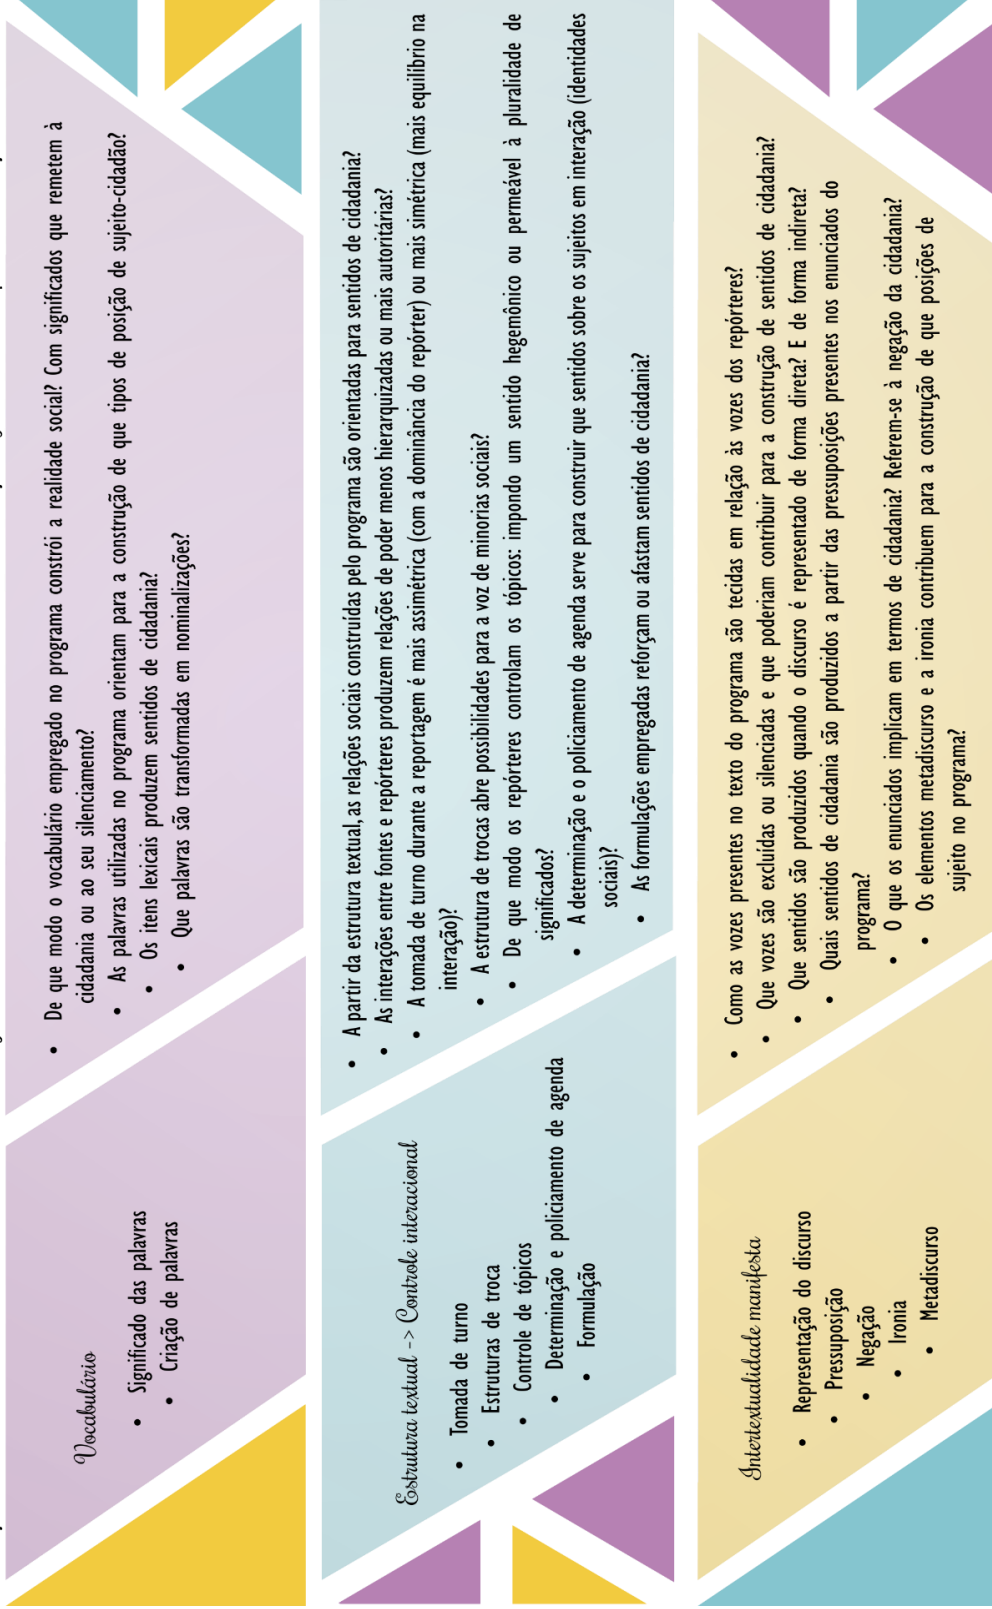 Vocabulário
• Significado das palavras
• Criação de palavras
• De que modo o vocabulário empregado no programa constrói a realidade social? Com significados que remetem à
cidadania ou ao seu silenciamento?
• As palavras utilizadas no programa orientam para a construção de que tipos de posição de sujeito-cidadão?
• Os itens lexicais produzem sentidos de cidadania?
• Que palavras são transformadas em nominalizações?
Estrutura textual -> Controle interacional
• Tomada de turno
• Estruturas de troca
• Controle de tópicos
• Determinação e policiamento de agenda
• Formulação
• A partir da estrutura textual, as relações sociais construídas pelo programa são orientadas para sentidos de cidadania?
• As interações entre fontes e repórteres produzem relações de poder menos hierarquizadas ou mais autoritárias?
• A tomada de turno durante a reportagem é mais assimétrica (com a dominância do repórter) ou mais simétrica (mais equilíbrio na
interação)?
• A estrutura de trocas abre possibilidades para a voz de minorias sociais?
• De que modo os repórteres controlam os tópicos: impondo um sentido hegemônico ou permeável à pluralidade de
significados?
• A determinação e o policiamento de agenda serve para construir que sentidos sobre os sujeitos em interação (identidades
sociais)?
• As formulações empregadas reforçam ou afastam sentidos de cidadania?
Intertextualidade manifesta
• Representação do discurso
• Pressuposição
• Negação
• Ironia
• Metadiscurso
• Como as vozes presentes no texto do programa são tecidas em relação às vozes dos repórteres?
• Que vozes são excluídas ou silenciadas e que poderiam contribuir para a construção de sentidos de cidadania?
• Que sentidos são produzidos quando o discurso é representado de forma direta? E de forma indireta?
• Quais sentidos de cidadania são produzidos a partir das pressuposições presentes nos enunciados do
programa?
• O que os enunciados implicam em termos de cidadania? Referem-se à negação da cidadania?
• Os elementos metadiscurso e a ironia contribuem para a construção de que posições de
sujeito no programa?